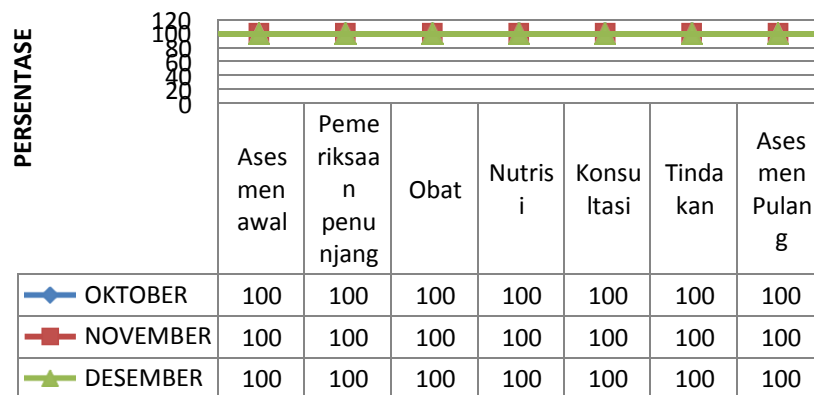 PERSENTASE
120
100
80
60
40
20
0
Ases
men
awal
Peme
riksaa
n
penu
njang
Obat
Nutris
i
Konsu
ltasi
Tinda
kan
Ases
men
Pulan
g
OKTOBER 100 100 100 100 100 100 100
NOVEMBER 100 100 100 100 100 100 100
DESEMBER 100 100 100 100 100 100 100